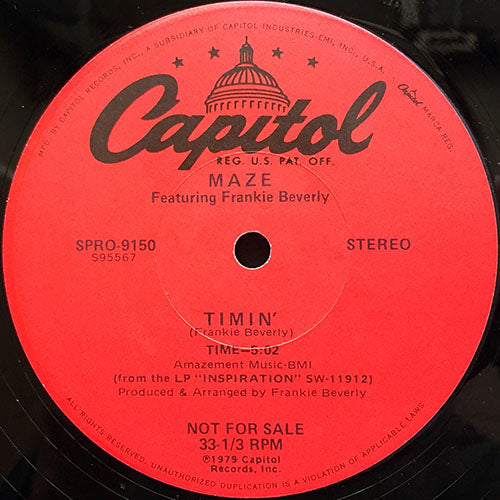 MFD. BY CAPITOL RECORDS, INC., A SUBSIDIARY OF CAPITOL INDUSTRIES-EMI, INC., U.S.A.
Capitol
Capitol MARCA REG.
REG. U.S. PAT. OFF.
MAZE
Featuring Frankie Beverly
SPRO-9150
S95567
STEREO
TIMIN'
(Frankie Beverly)
TIME—5:02
Amazement Music-BMI
(from the LP "INSPIRATION" SW-11912)
Produced & Arranged by Frankie Beverly
NOT FOR SALE
33-1/3 RPM
℗1979 Capitol
Records, Inc.
ALL RIGHTS RESERVED. UNAUTHORIZED DUPLICATION IS A VIOLATION OF APPLICABLE LAWS